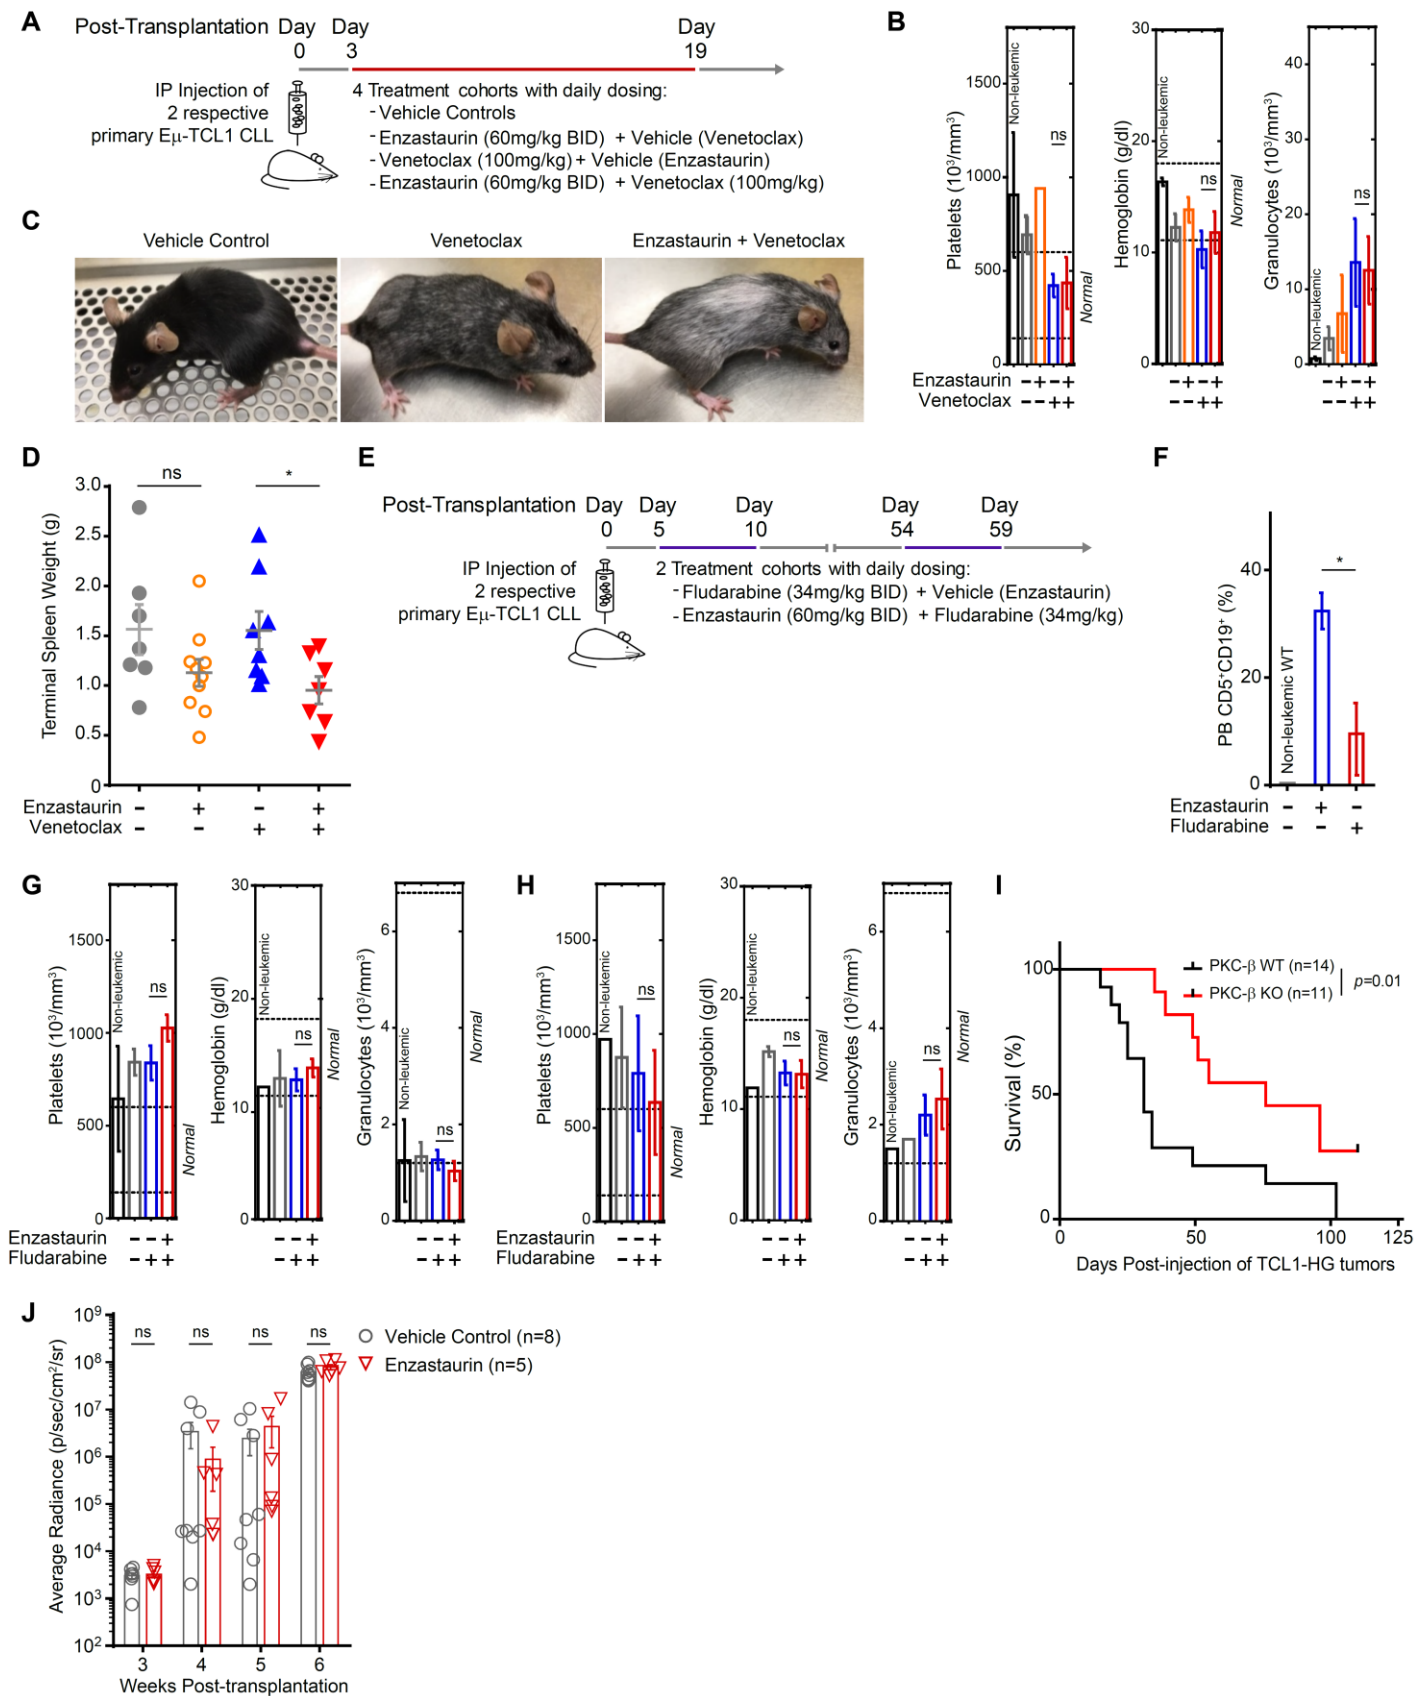 A
Post-Transplantation Day Day Day
0 3 19
IP Injection of
2 respective
primary Eμ-TCL1 CLL
4 Treatment cohorts with daily dosing:
- Vehicle Controls
- Enzastaurin (60mg/kg BID) + Vehicle (Venetoclax)
- Venetoclax (100mg/kg) + Vehicle (Enzastaurin)
- Enzastaurin (60mg/kg BID) + Venetoclax (100mg/kg)
B
Platelets (10³/mm³)
1500
1000
500
0
Non-leukemic
ns
Normal
Hemoglobin (g/dl)
30
20
10
0
Non-leukemic
ns
Normal
Granulocytes (10³/mm³)
40
30
20
10
0
Non-leukemic
ns
Enzastaurin - + - + - + - + - + - +
Venetoclax - - + + - - + + - - + +
C
Vehicle Control
Venetoclax
Enzastaurin + Venetoclax
D
Terminal Spleen Weight (g)
3.0
2.5
2.0
1.5
1.0
0.5
0
ns
*
Enzastaurin - + - +
Venetoclax - - + +
E
Post-Transplantation Day Day Day Day Day
0 5 10 54 59
IP Injection of
2 respective
primary Eμ-TCL1 CLL
2 Treatment cohorts with daily dosing:
- Fludarabine (34mg/kg BID) + Vehicle (Enzastaurin)
- Enzastaurin (60mg/kg BID) + Fludarabine (34mg/kg)
F
PB CD5⁺CD19⁺ (%)
40
20
0
Non-leukemic WT
*
Enzastaurin - + -
Fludarabine - - +
G
Platelets (10³/mm³)
1500
1000
500
0
Non-leukemic
ns
Normal
Hemoglobin (g/dl)
30
20
10
0
Non-leukemic
ns
Normal
Granulocytes (10³/mm³)
6
4
2
0
Non-leukemic
ns
Normal
Enzastaurin - - + - - + - - +
Fludarabine - + + - + + - + +
H
Platelets (10³/mm³)
1500
1000
500
0
Non-leukemic
ns
Normal
Hemoglobin (g/dl)
30
20
10
0
Non-leukemic
ns
Normal
Granulocytes (10³/mm³)
6
4
2
0
Non-leukemic
ns
Normal
Enzastaurin - - + - - + - - +
Fludarabine - + + - + + - + +
I
Survival (%)
100
50
0
PKC-β WT (n=14)
PKC-β KO (n=11)
p=0.01
0 50 100 125
Days Post-injection of TCL1-HG tumors
J
Average Radiance (p/sec/cm²/sr)
10⁹
10⁸
10⁷
10⁶
10⁵
10⁴
10³
10²
ns ns ns ns
Vehicle Control (n=8)
Enzastaurin (n=5)
3 4 5 6
Weeks Post-transplantation